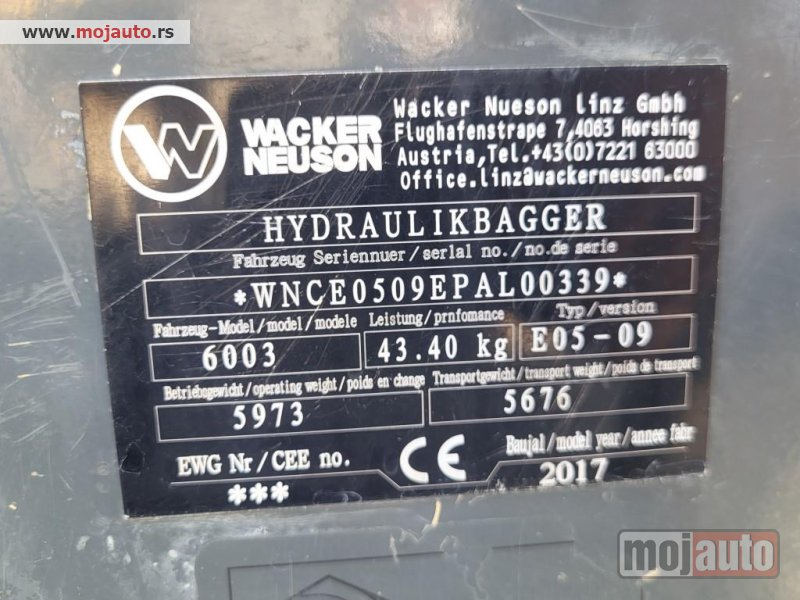 www.mojauto.rs
WACKER NEUSON
Wacker Nueson linz Gmbh
Flughafenstrape 7,4063 Horshing
Austria,Tel.+43(0)7221 63000
Office.linz@wackerneuson.com
HYDRAULIKBAGGER
Fahrzeug Seriennuer/serlal no./no.de serie
*WNCE0509EPAL00339*
Fahrzeug-Model/model/modele Leistung/prnfomance Typ/version
6003 43.40 kg E05-09
Betriebsgewicht/operating weight/poids en change Transportgewicht/transport weight/poids de transport
5973 5676
EWG Nr/CEE no. CE Baujal/model year/annee fahr
*** 2017
mojauto